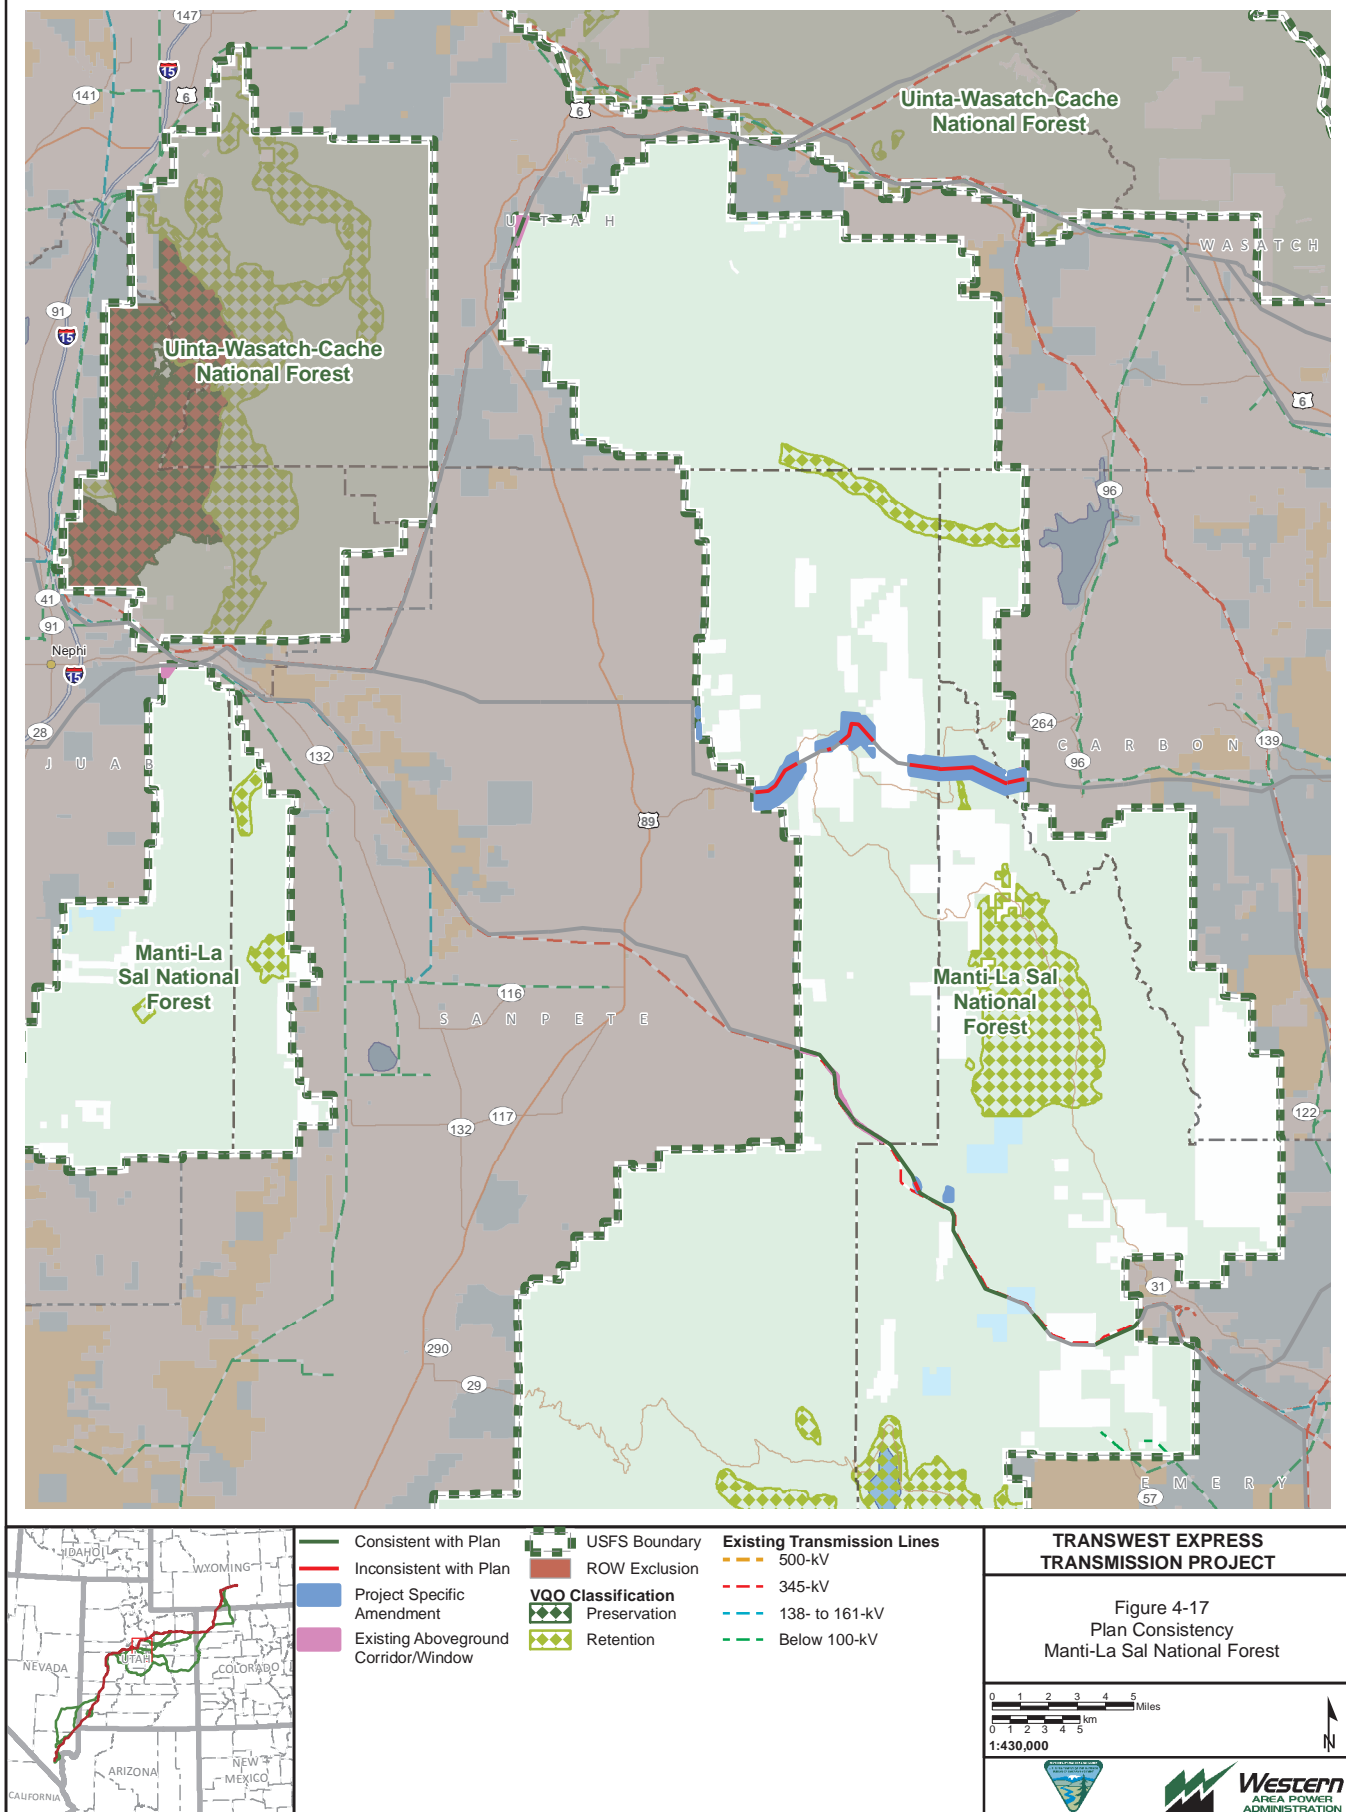 147
15
6
141
6
Uinta-Wasatch-Cache
National Forest
UTAH
WASATCH
91
15
Uinta-Wasatch-Cache
National Forest
6
96
41
91
Nephi
15
28
264
CARBON
139
96
JUAB
132
89
Manti-La
Sal National
Forest
Manti-La Sal
National
Forest
116
SANPETE
117
132
122
31
290
29
EMERY
57
IDAHO
WYOMING
NEVADA
UTAH
COLORADO
ARIZONA
NEW
MEXICO
CALIFORNIA
Consistent with Plan
Inconsistent with Plan
Project Specific
Amendment
Existing Aboveground
Corridor/Window
USFS Boundary
ROW Exclusion
VQO Classification
Preservation
Retention
Existing Transmission Lines
500-kV
345-kV
138- to 161-kV
Below 100-kV
TRANSWEST EXPRESS
TRANSMISSION PROJECT
Figure 4-17
Plan Consistency
Manti-La Sal National Forest
0 1 2 3 4 5
Miles
km
0 1 2 3 4 5
1:430,000
N
Western
AREA POWER
ADMINISTRATION